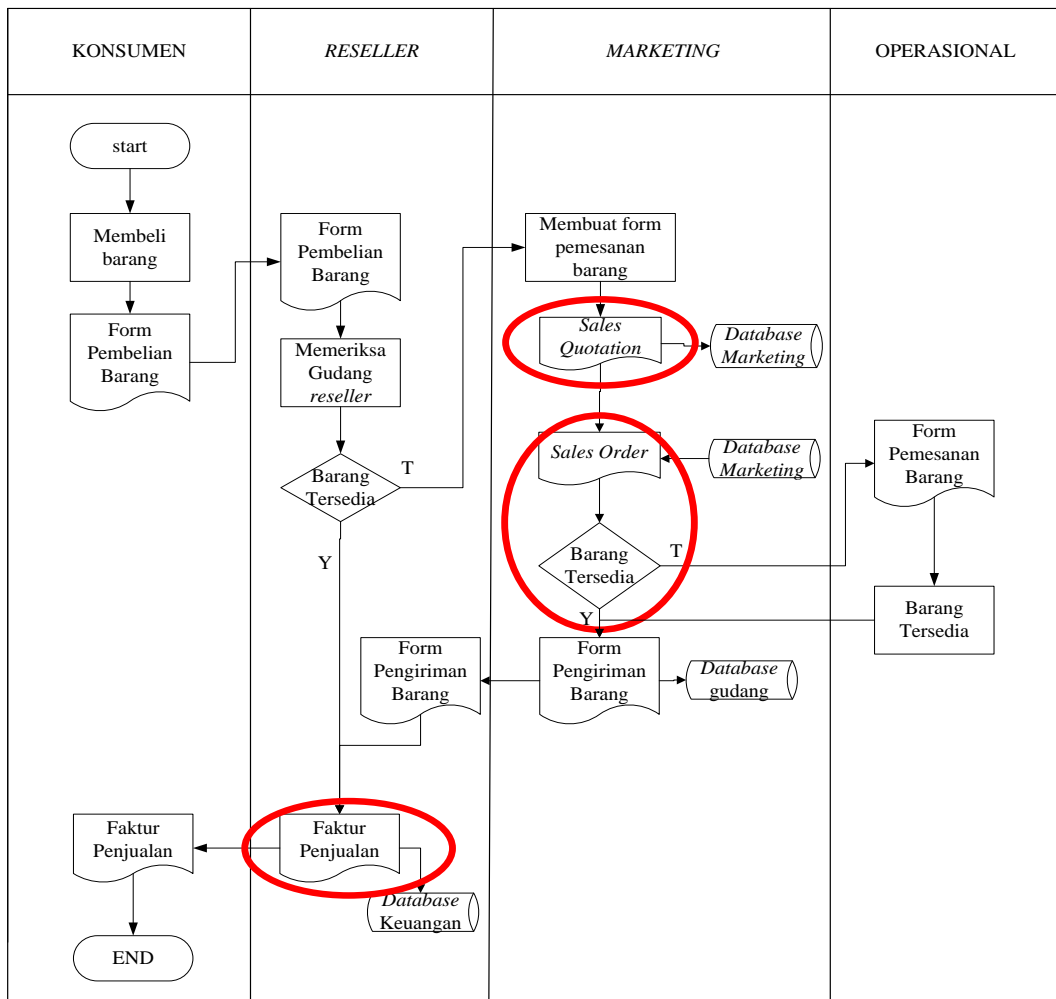 KONSUMEN
RESELLER
MARKETING
OPERASIONAL
start
Membeli
barang
Form
Pembelian
Barang
Form
Pembelian
Barang
Memeriksa
Gudang
reseller
Barang
Tersedia
T
Y
Membuat form
pemesanan
barang
Sales
Quotation
Database
Marketing
Sales Order
Database
Marketing
Barang
Tersedia
T
Y
Form
Pemesanan
Barang
Barang
Tersedia
Form
Pengiriman
Barang
Database
gudang
Form
Pengiriman
Barang
Faktur
Penjualan
Database
Keuangan
Faktur
Penjualan
END